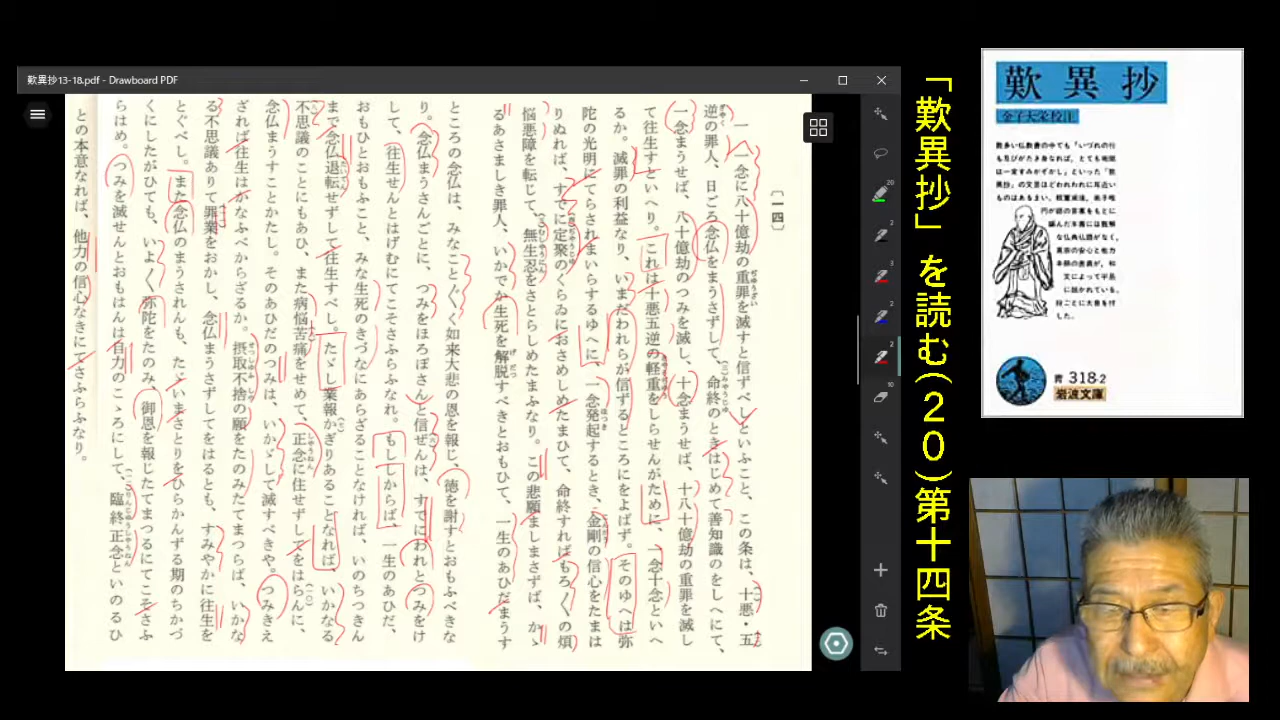 歎異抄13-18.pdf - Drawboard PDF
〔一四〕
一 一念に八十億劫の重罪を滅すと信ずべしといふこと、この条は、十悪・五
逆の罪人、日ごろ念仏をまうさずして、命終のときはじめて善知識のをしへにて、
一念まうせば、八十億劫のつみを滅し、十念まうせば、十八十億劫の重罪を滅し
て往生すといへり。これは十悪五逆の軽重をしらせんがために、一念十念といへ
るか。滅罪の利益なり、いまだわれらが信ずるところにをよばず。そのゆへは弥
陀の光明にてらされまいらするゆへに、一念発起するとき、金剛の信心をたまは
りぬれば、すでに定聚のくらゐにおさめしめたまひて、命終すればもろ〳〵の煩
悩悪障を転じて、無生忍をさとらしめたまふなり。この悲願ましまさずば、かゝ
るあさましき罪人、いかでか生死を解脱すべきとおもひて、一生のあひだまうす
ところの念仏は、みなこと〴〵く如来大悲の恩を報じ、徳を謝すとおもふべきな
り。念仏まうさんごとに、つみをほろぼさんと信ぜんは、すでにわれとつみをけ
して、往生せんとはげむにてこそさふらふなれ。もししからば、一生のあひだ、
おもひとおもふこと、みな生死のきづなにあらざることなければ、いのちつきん
まで念仏退転せずして往生すべし。たゞし業報かぎりあることなれば、いかなる
不思議のことにもあひ、また病悩苦痛をせめて、正念に住せずしてをはらんに、
念仏まうすことかたし。そのあひだのつみは、いかゞして滅すべきや。つみきえ
ざれば往生はかなふべからざるか。摂取不捨の願をたのみたてまつらば、いかな
る不思議ありて罪業をおかし、念仏まうさずしてをはるとも、すみやかに往生を
とぐべし。また念仏のまうされんも、たゞいまさとりをひらかんずる期のちかづ
くにしたがひても、いよ〳〵弥陀をたのみ、御恩を報じたてまつるにてこそさふ
らはめ。つみを滅せんとおもはんは自力のこゝろにして、臨終正念といのるひ
との本意なれば、他力の信心なきにてさふらふなり。
「歎異抄」を読む(20)第十四条
歎異抄
金子大栄校注
青 318-2
岩波文庫